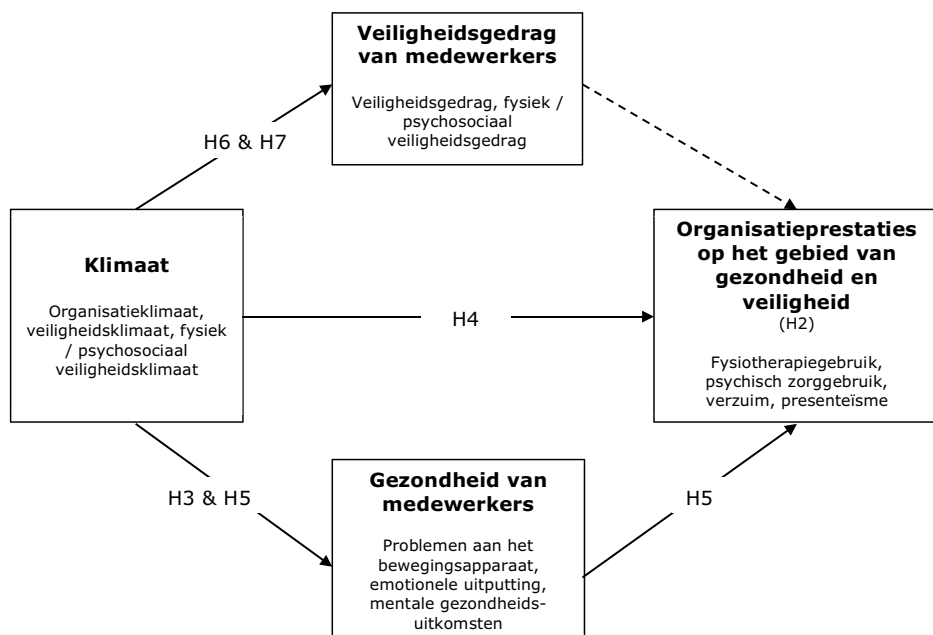 Veiligheidsgedrag
van medewerkers
Veiligheidsgedrag, fysiek /
psychosociaal
veiligheidsgedrag
H6 & H7
Klimaat
Organisatieklimaat,
veiligheidsklimaat, fysiek
/ psychosociaal
veiligheidsklimaat
H4
Organisatieprestaties
op het gebied van
gezondheid en
veiligheid
(H2)
Fysiotherapiegebruik,
psychisch zorggebruik,
verzuim, presenteïsme
H3 & H5
Gezondheid van
medewerkers
Problemen aan het
bewegingsapparaat,
emotionele uitputting,
mentale gezondheids-
uitkomsten
H5